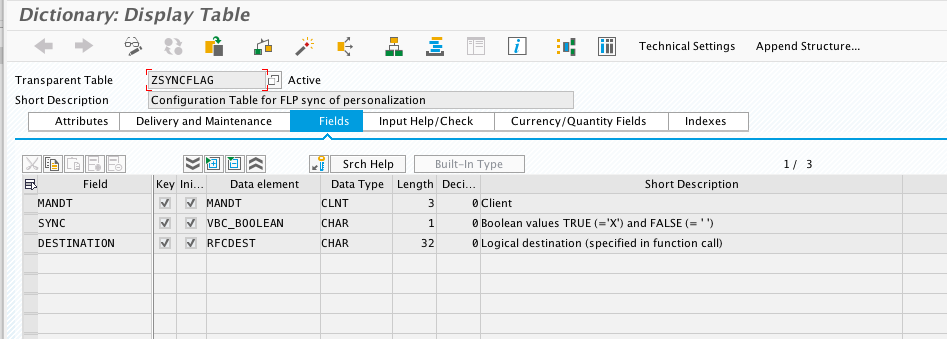 Dictionary: Display Table
Technical Settings Append Structure...
Transparent Table ZSYNCFLAG Active
Short Description Configuration Table for FLP sync of personalization
Attributes Delivery and Maintenance Fields Input Help/Check Currency/Quantity Fields Indexes
Srch Help Built-In Type 1 / 3
Field Key Ini... Data element Data Type Length Deci... Short Description
MANDT MANDT CLNT 3 0 Client
SYNC VBC_BOOLEAN CHAR 1 0 Boolean values TRUE (='X') and FALSE (= ' ')
DESTINATION RFCDEST CHAR 32 0 Logical destination (specified in function call)